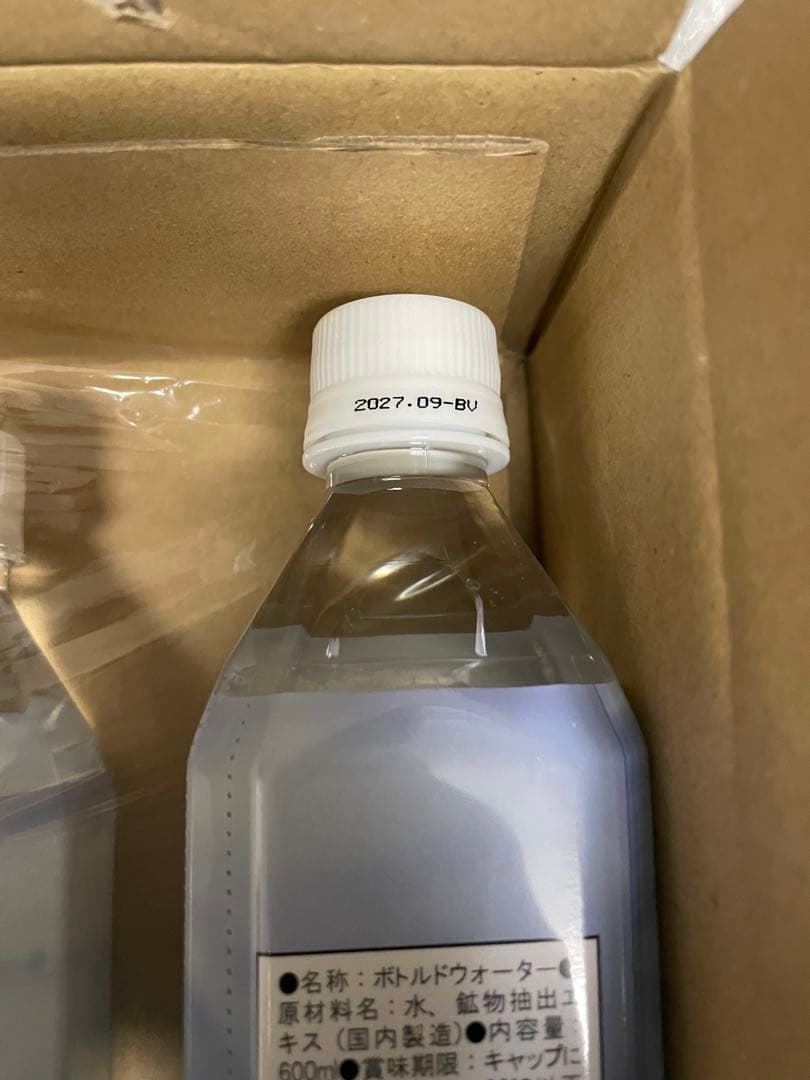 2027.09-BV
●名称：ボトルドウォーター●
原材料名：水、鉱物抽出エ
キス（国内製造）●内容量：
600ml●賞味期限：キャップに